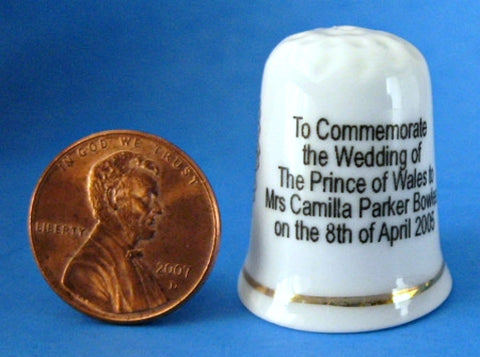 IN GOD WE TRUST
LIBERTY
2007
D
To Commemorate
the Wedding of
The Prince of Wales to
Mrs Camilla Parker Bowles
on the 8th of April 2005